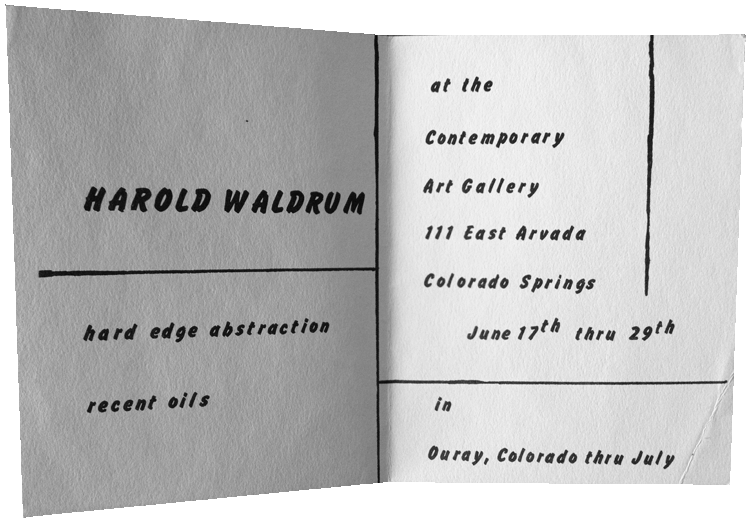 HAROLD WALDRUM
hard edge abstraction
recent oils
at the
Contemporary
Art Gallery
111 East Arvada
Colorado Springs
June 17th thru 29th
in
Ouray, Colorado thru July